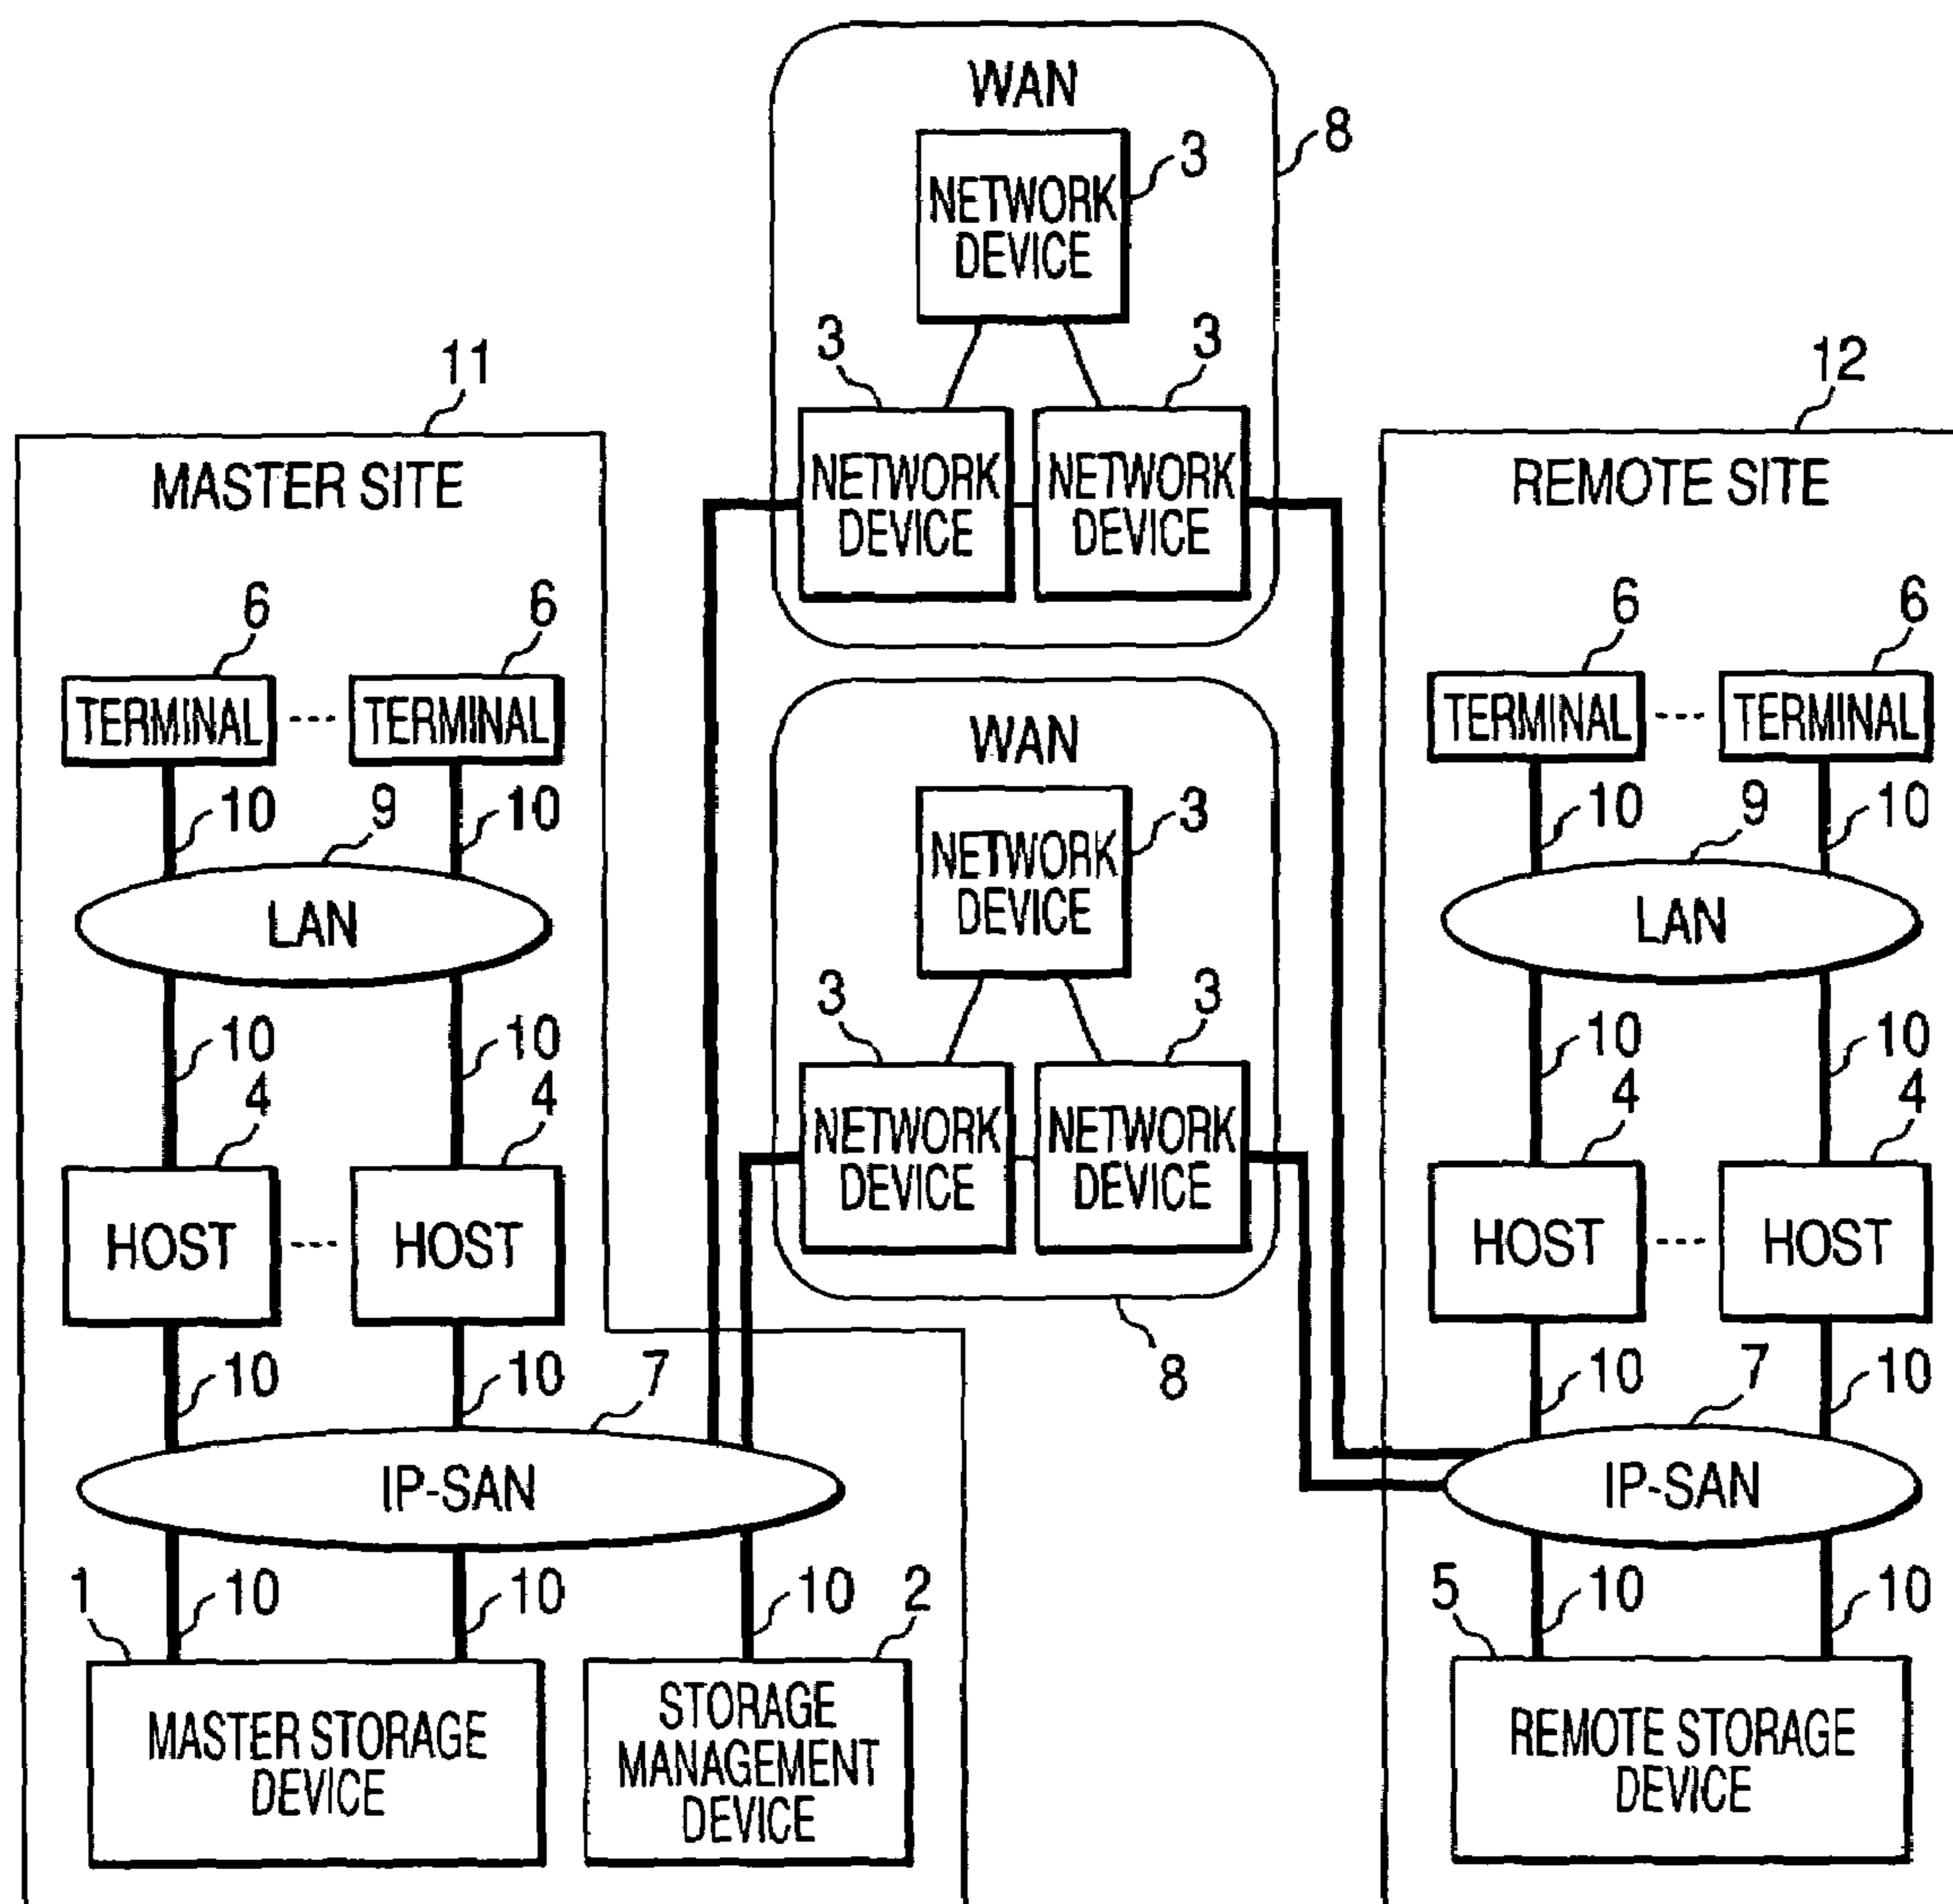 WAN
8
3
NETWORK
DEVICE
3
3
NETWORK
DEVICE
NETWORK
DEVICE
11
MASTER SITE
6
6
TERMINAL
TERMINAL
10
9
10
LAN
10
10
4
4
HOST
HOST
10
10
7
IP-SAN
1
10
10
10
2
MASTER STORAGE
DEVICE
STORAGE
MANAGEMENT
DEVICE
WAN
3
NETWORK
DEVICE
3
3
NETWORK
DEVICE
NETWORK
DEVICE
8
12
REMOTE SITE
6
6
TERMINAL
TERMINAL
10
9
10
LAN
10
10
4
4
HOST
HOST
10
7
10
IP-SAN
5
10
10
REMOTE STORAGE
DEVICE